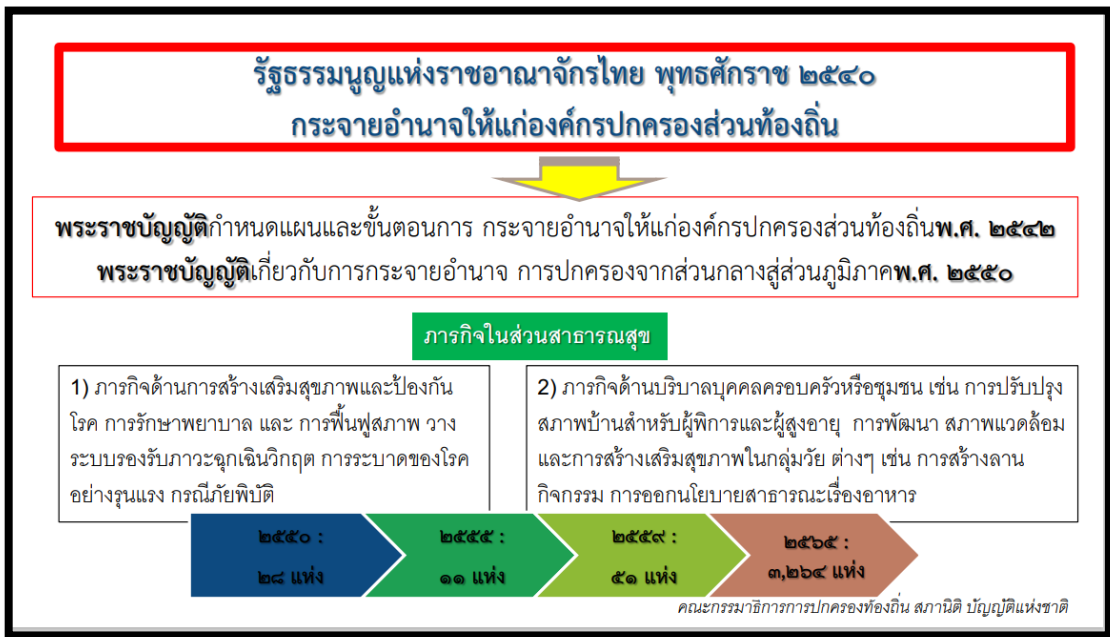 รัฐธรรมนูญแห่งราชอาณาจักรไทย พุทธศักราช ๒๕๔๐
กระจายอำนาจให้แก่องค์กรปกครองส่วนท้องถิ่น
พระราชบัญญัติกำหนดแผนและขั้นตอนการ กระจายอำนาจให้แก่องค์กรปกครองส่วนท้องถิ่นพ.ศ. ๒๕๔๒
พระราชบัญญัติเกี่ยวกับการกระจายอำนาจ การปกครองจากส่วนกลางสู่ส่วนภูมิภาคพ.ศ. ๒๕๕๐
ภารกิจในส่วนสาธารณสุข
1) ภารกิจด้านการสร้างเสริมสุขภาพและป้องกัน
โรค การรักษาพยาบาล และ การฟื้นฟูสภาพ วาง
ระบบรองรับภาวะฉุกเฉินวิกฤต การระบาดของโรค
อย่างรุนแรง กรณีภัยพิบัติ
2) ภารกิจด้านบริบาลบุคคลครอบครัวหรือชุมชน เช่น การปรับปรุง
สภาพบ้านสำหรับผู้พิการและผู้สูงอายุ การพัฒนา สภาพแวดล้อม
และการสร้างเสริมสุขภาพในกลุ่มวัย ต่างๆ เช่น การสร้างลาน
กิจกรรม การออกนโยบายสาธารณะเรื่องอาหาร
๒๕๕๐ :
๒๘ แห่ง
๒๕๕๕ :
๑๑ แห่ง
๒๕๕๙ :
๕๑ แห่ง
๒๕๖๕ :
๓,๒๖๔ แห่ง
คณะกรรมาธิการการปกครองท้องถิ่น สภานิติ บัญญัติแห่งชาติ